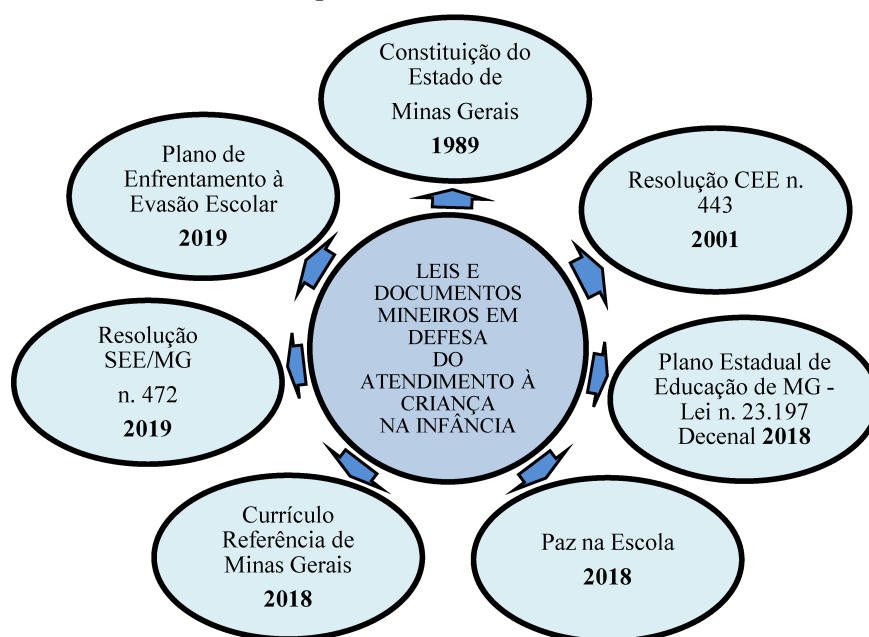 Constituição do
Estado de
Minas Gerais
1989
Resolução CEE n.
443
2001
Plano Estadual de
Educação de MG -
Lei n. 23.197
Decenal 2018
Paz na Escola
2018
Currículo
Referência de
Minas Gerais
2018
Resolução
SEE/MG
n. 472
2019
Plano de
Enfrentamento à
Evasão Escolar
2019
LEIS E
DOCUMENTOS
MINEIROS EM
DEFESA
DO
ATENDIMENTO À
CRIANÇA
NA INFÂNCIA